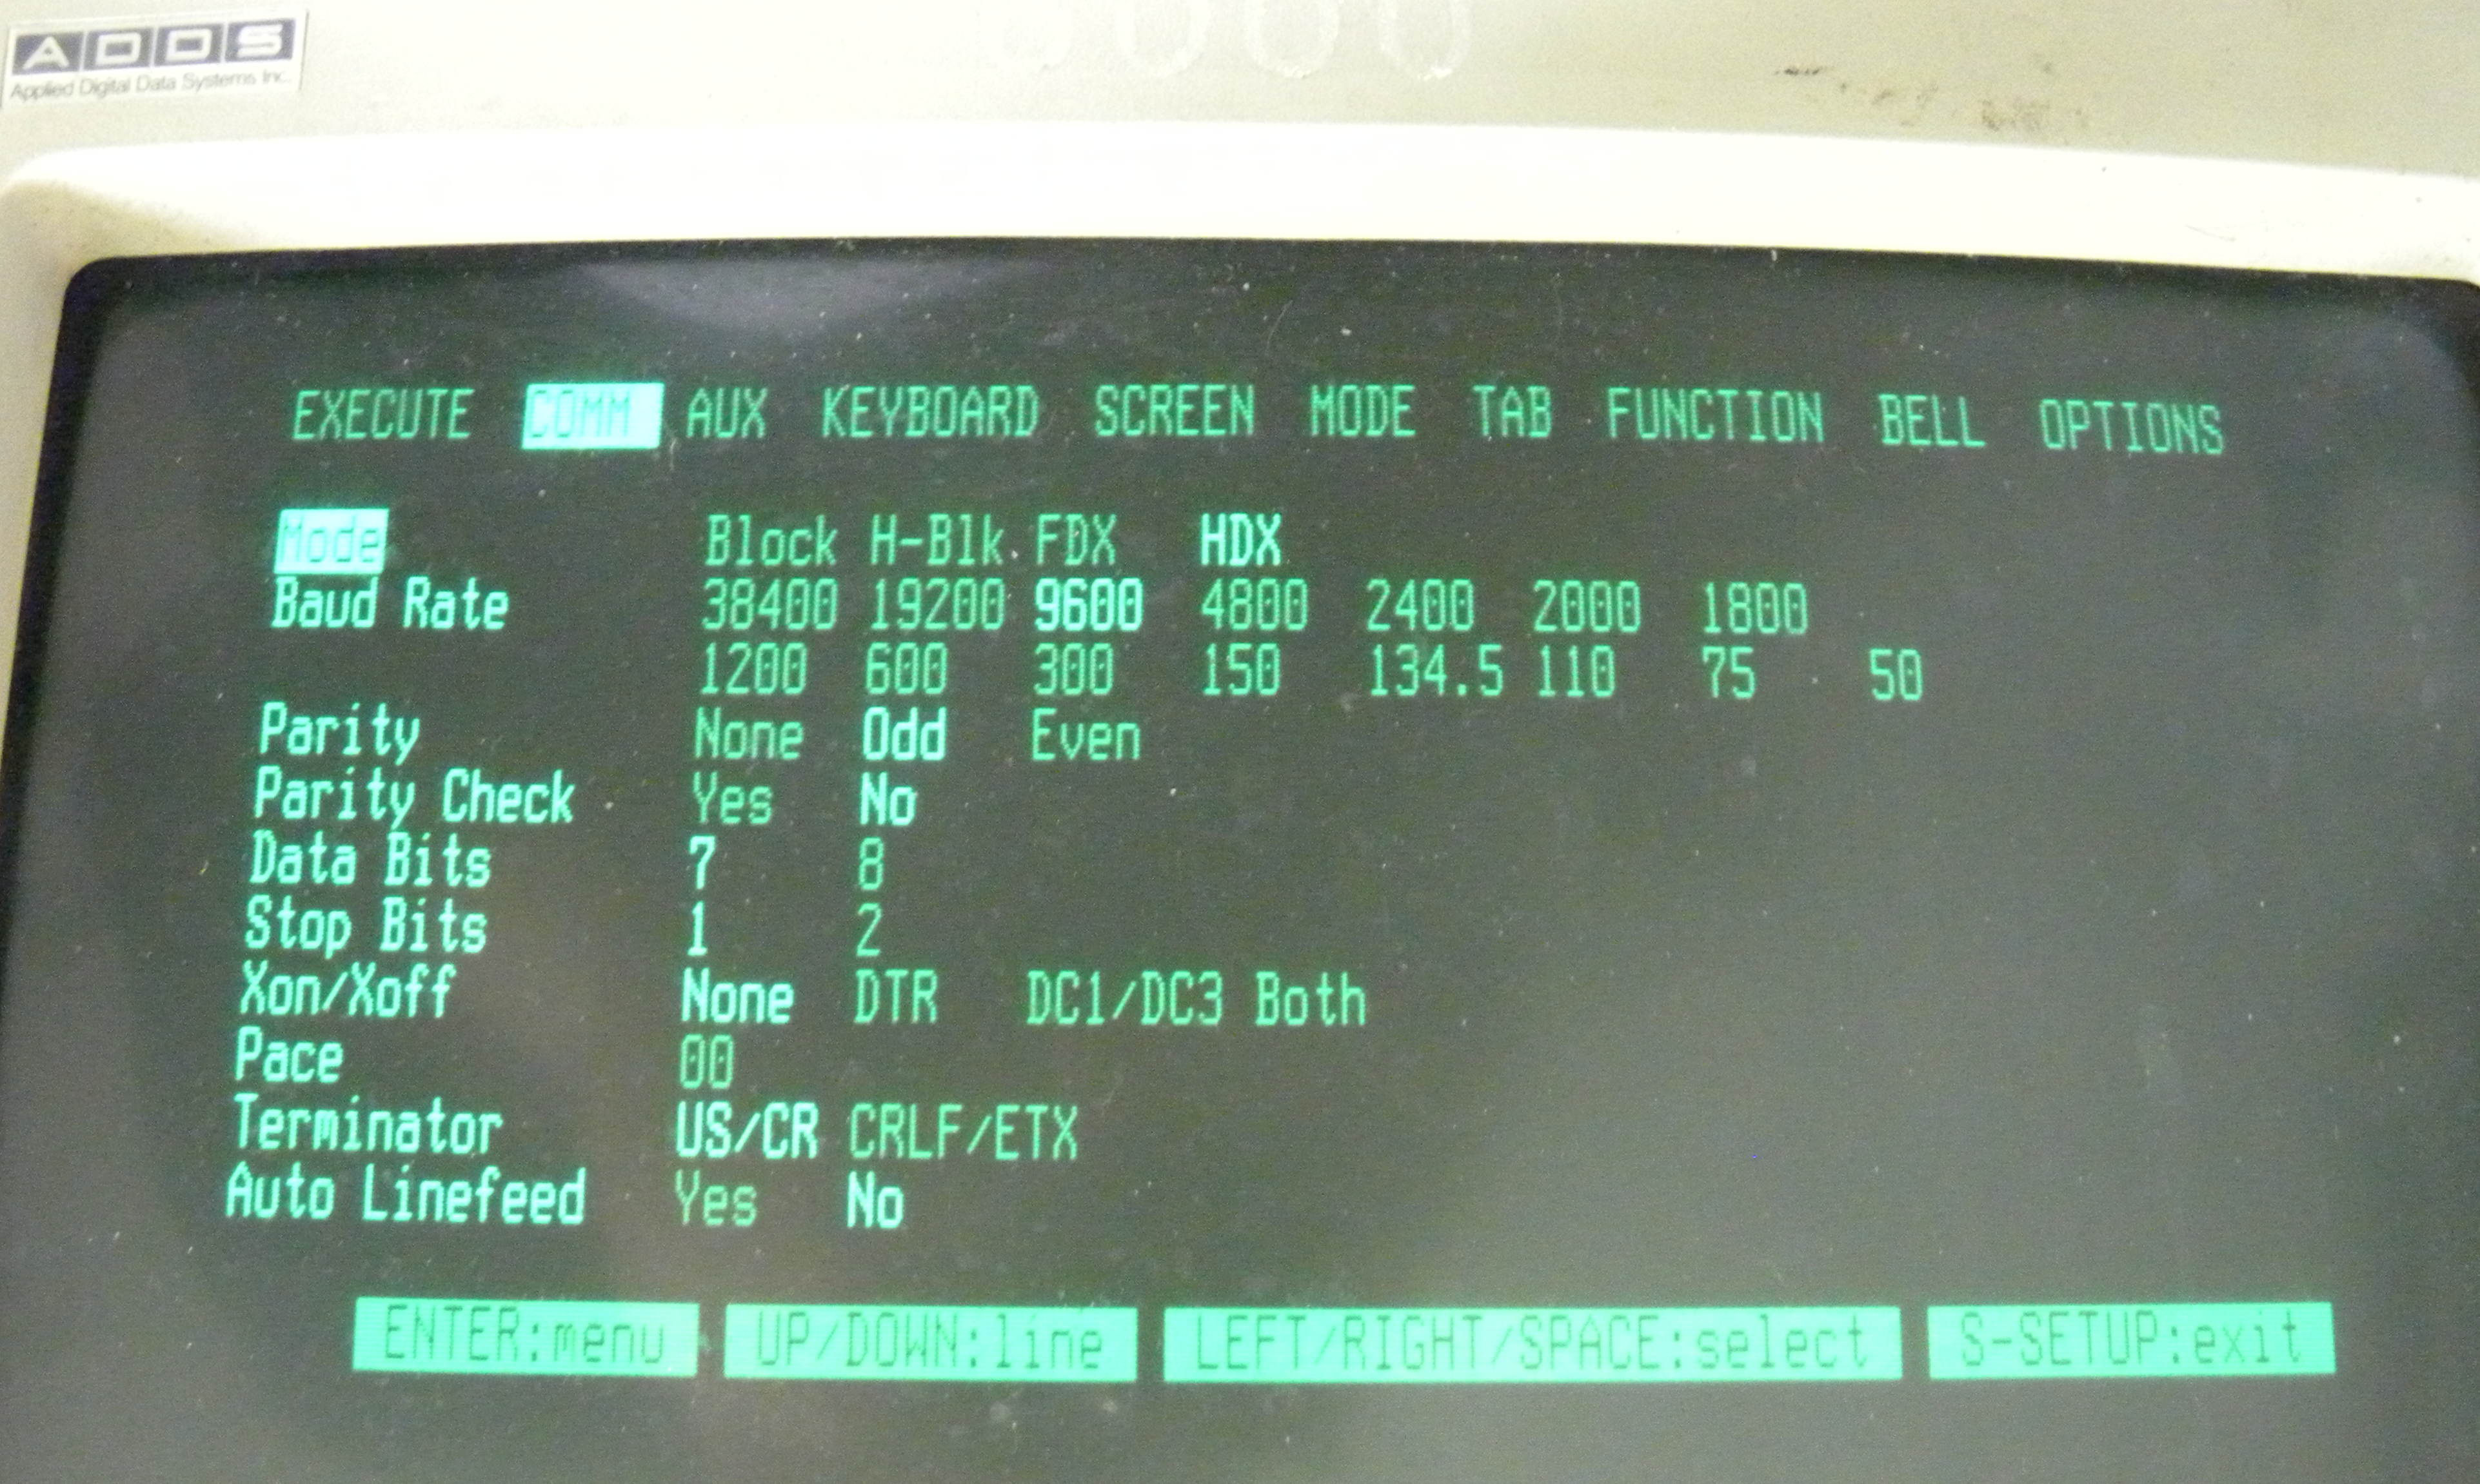 ADDS
Applied Digital Data Systems Inc.
EXECUTE COMM AUX KEYBOARD SCREEN MODE TAB FUNCTION BELL OPTIONS
Mode Block H-Blk FDX HDX
Baud Rate 38400 19200 9600 4800 2400 2000 1800
1200 600 300 150 134.5 110 75 50
Parity None Odd Even
Parity Check Yes No
Data Bits 7 8
Stop Bits 1 2
Xon/Xoff None DTR DC1/DC3 Both
Pace 00
Terminator US/CR CRLF/ETX
Auto Linefeed Yes No
ENTER:menu UP/DOWN:line LEFT/RIGHT/SPACE:select S-SETUP:exit